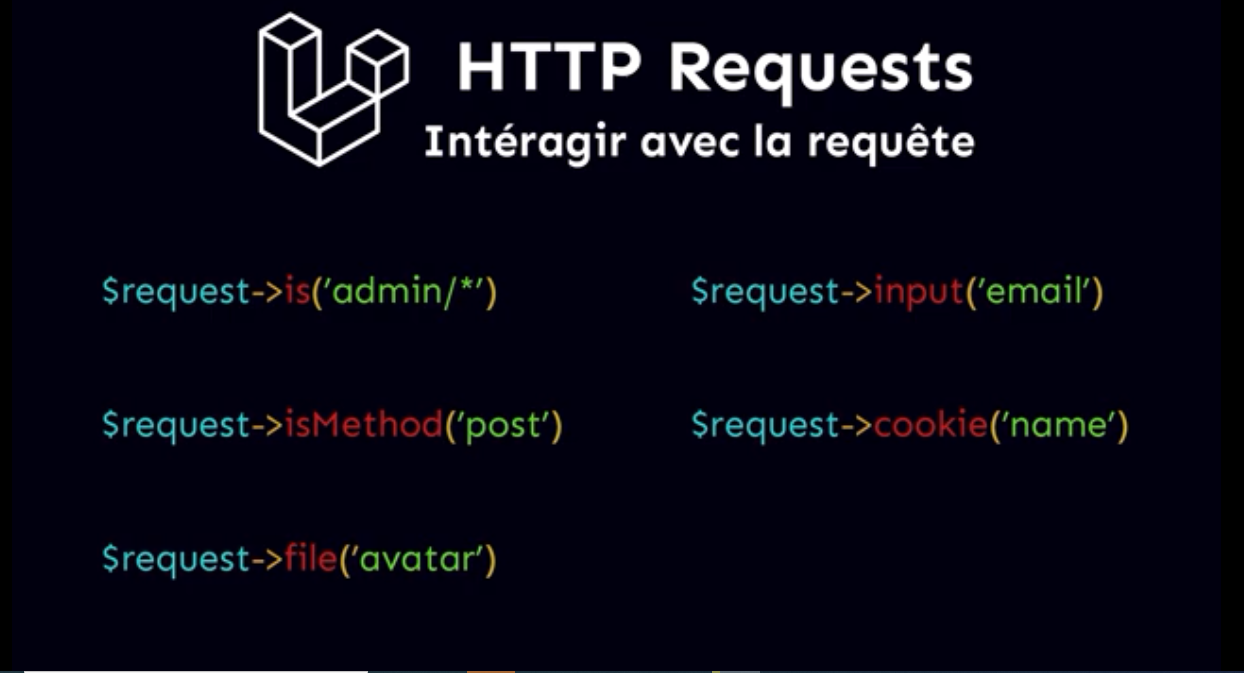 HTTP Requests
Intéragir avec la requête
$request->is('admin/*')
$request->input('email')
$request->isMethod('post')
$request->cookie('name')
$request->file('avatar')